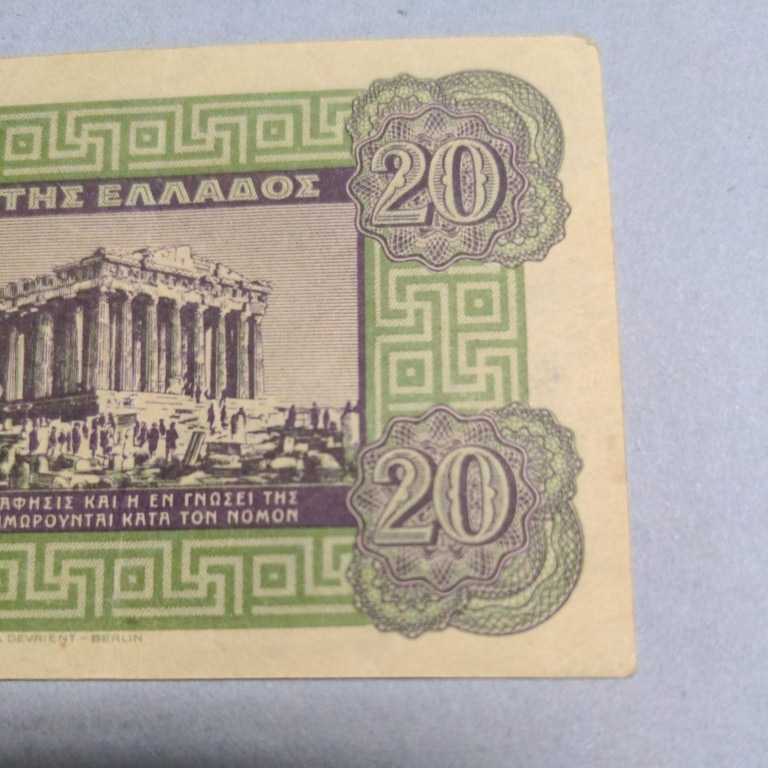 20
ΤΗΣ ΕΛΛΑΔΟΣ
ΑΦΗΣΙΣ ΚΑΙ Η ΕΝ ΓΝΩΣΕΙ ΤΗΣ
ΙΜΩΡΟΥΝΤΑΙ ΚΑΤΑ ΤΟΝ ΝΟΜΟΝ
20
DEVRIENT - BERLIN